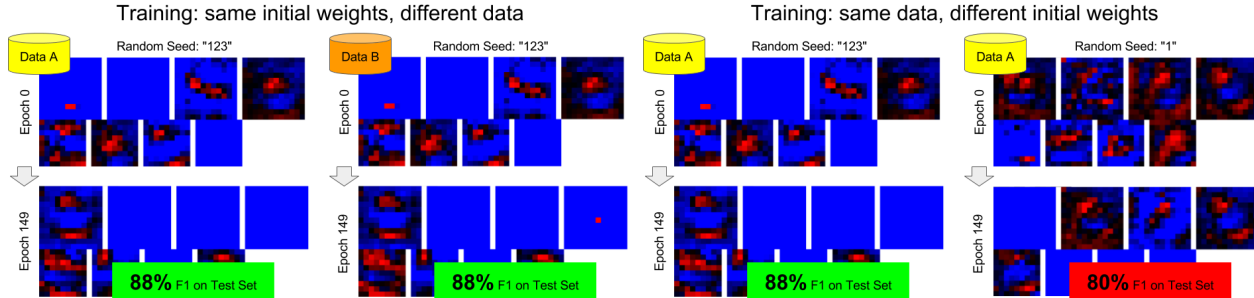 Training: same initial weights, different data
Training: same data, different initial weights
Data A
Random Seed: "123"
Epoch 0
Epoch 149
88% F1 on Test Set
Data B
Random Seed: "123"
Epoch 0
Epoch 149
88% F1 on Test Set
Data A
Random Seed: "123"
Epoch 0
Epoch 149
88% F1 on Test Set
Data A
Random Seed: "1"
Epoch 0
Epoch 149
80% F1 on Test Set